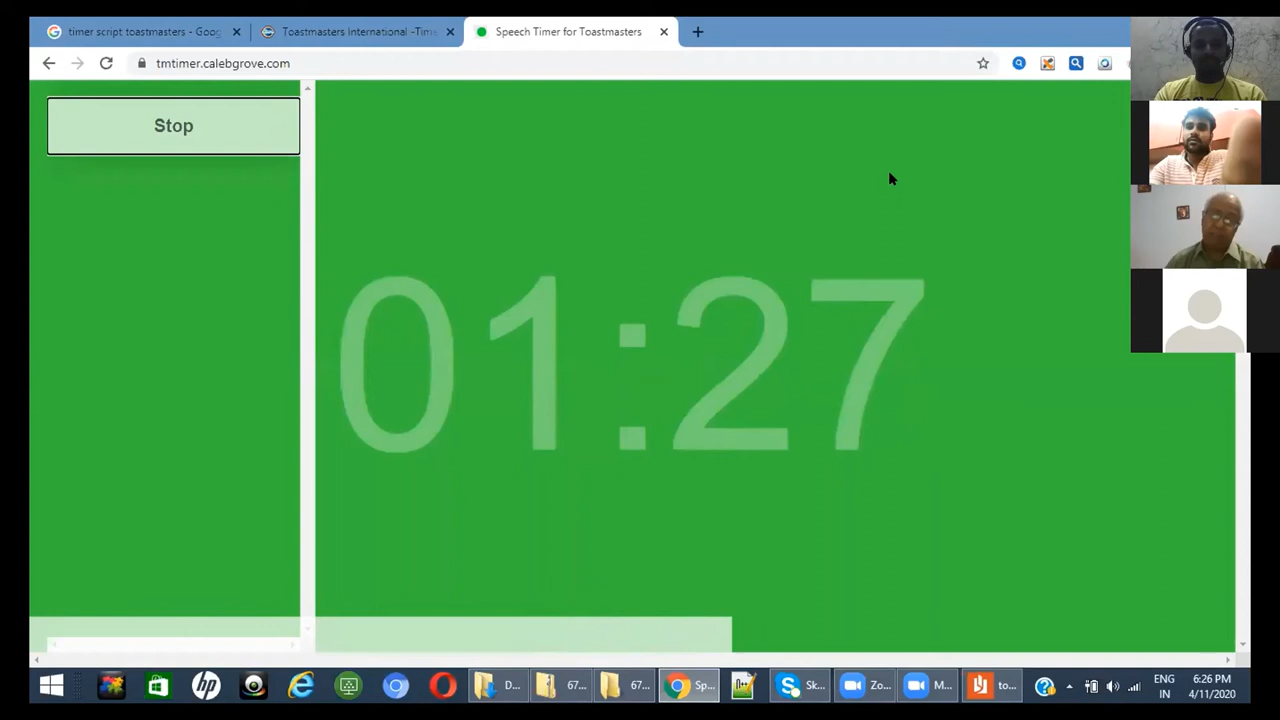 timer script toastmasters - Goog
Toastmasters International -Time
Speech Timer for Toastmasters
tmtimer.calebgrove.com
Stop
01:27
D...
67...
67...
Sp...
Sk...
Zo...
M...
to...
ENG
IN
6:26 PM
4/11/2020